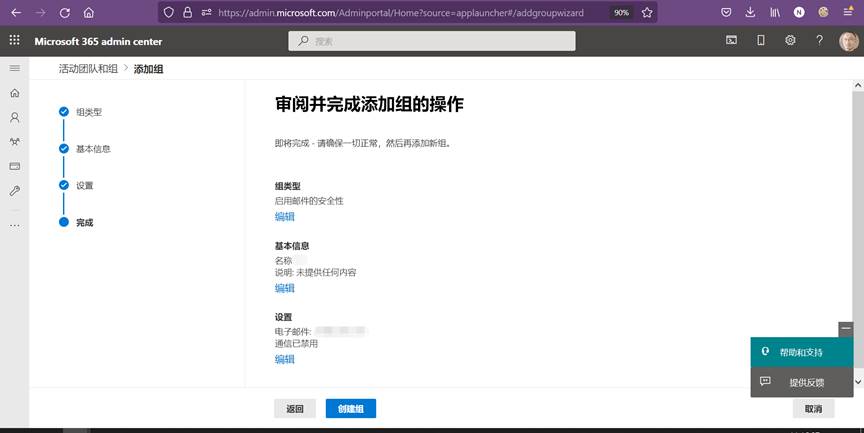 https://admin.microsoft.com/Adminportal/Home?source=applauncher#/addgroupwizard
90%
Microsoft 365 admin center
搜索
活动团队和组 > 添加组
组类型
基本信息
设置
完成
审阅并完成添加组的操作
即将完成 - 请确保一切正常，然后再添加新组。
组类型
启用邮件的安全性
编辑
基本信息
名称
说明: 未提供任何内容
编辑
设置
电子邮件:
通信已禁用
编辑
帮助和支持
提供反馈
返回
创建组
取消